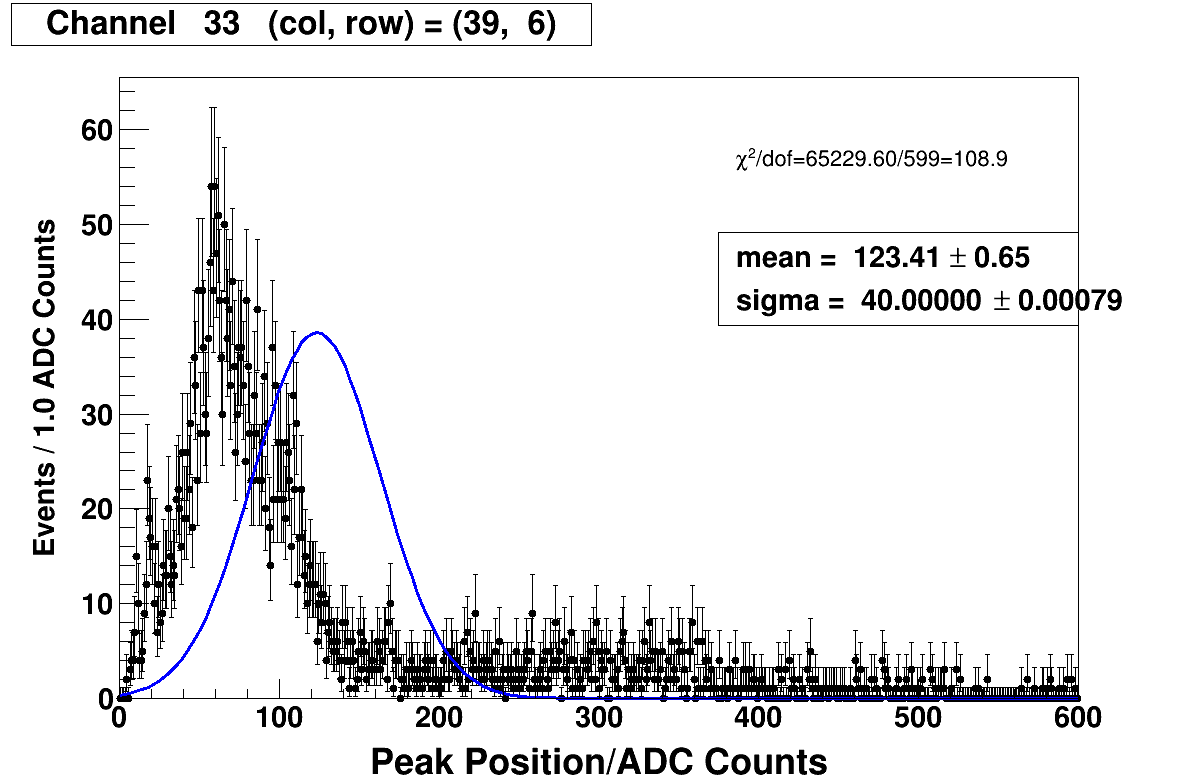 Channel 33 (col, row) = (39, 6)
χ²/dof=65229.60/599=108.9
mean = 123.41 ± 0.65
sigma = 40.00000 ± 0.00079
Events / 1.0 ADC Counts
60
50
40
30
20
10
0
0 100 200 300 400 500 600
Peak Position/ADC Counts